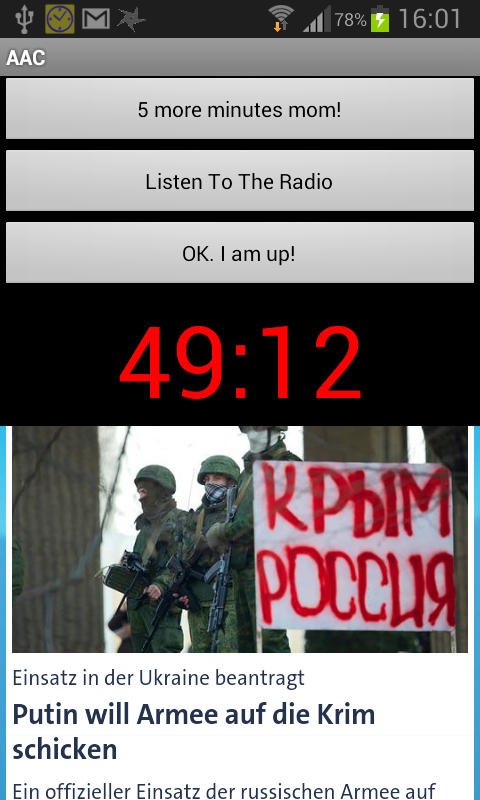 78% 16:01
AAC
5 more minutes mom!
Listen To The Radio
OK. I am up!
49:12
КРЫМ
РОССИЯ
Einsatz in der Ukraine beantragt
Putin will Armee auf die Krim
schicken
Ein offizieller Einsatz der russischen Armee auf